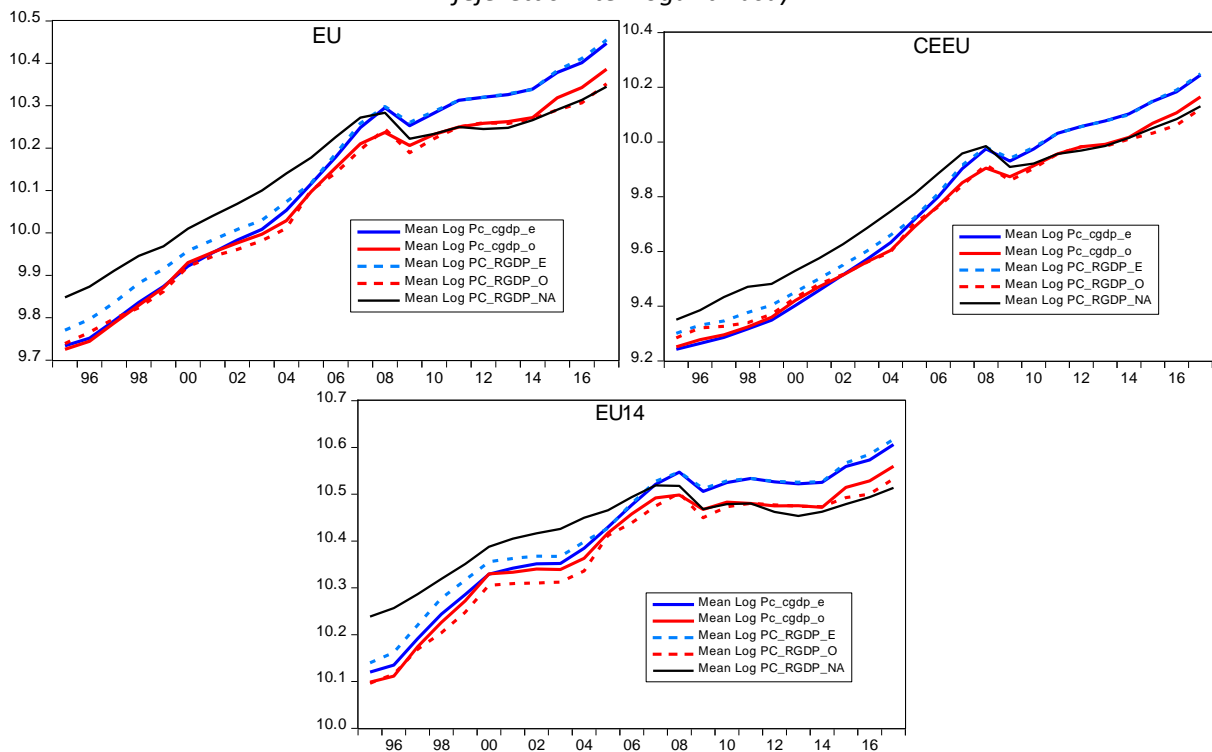 EU
10.5
10.4
10.3
10.2
10.1
10.0
9.9
9.8
9.7
96 98 00 02 04 06 08 10 12 14 16
Mean Log Pc_cgdp_e
Mean Log Pc_cgdp_o
Mean Log PC_RGDP_E
Mean Log PC_RGDP_O
Mean Log PC_RGDP_NA
CEEU
10.4
10.2
10.0
9.8
9.6
9.4
9.2
96 98 00 02 04 06 08 10 12 14 16
Mean Log Pc_cgdp_e
Mean Log Pc_cgdp_o
Mean Log PC_RGDP_E
Mean Log PC_RGDP_O
Mean Log PC_RGDP_NA
EU14
10.7
10.6
10.5
10.4
10.3
10.2
10.1
10.0
96 98 00 02 04 06 08 10 12 14 16
Mean Log Pc_cgdp_e
Mean Log Pc_cgdp_o
Mean Log PC_RGDP_E
Mean Log PC_RGDP_O
Mean Log PC_RGDP_NA